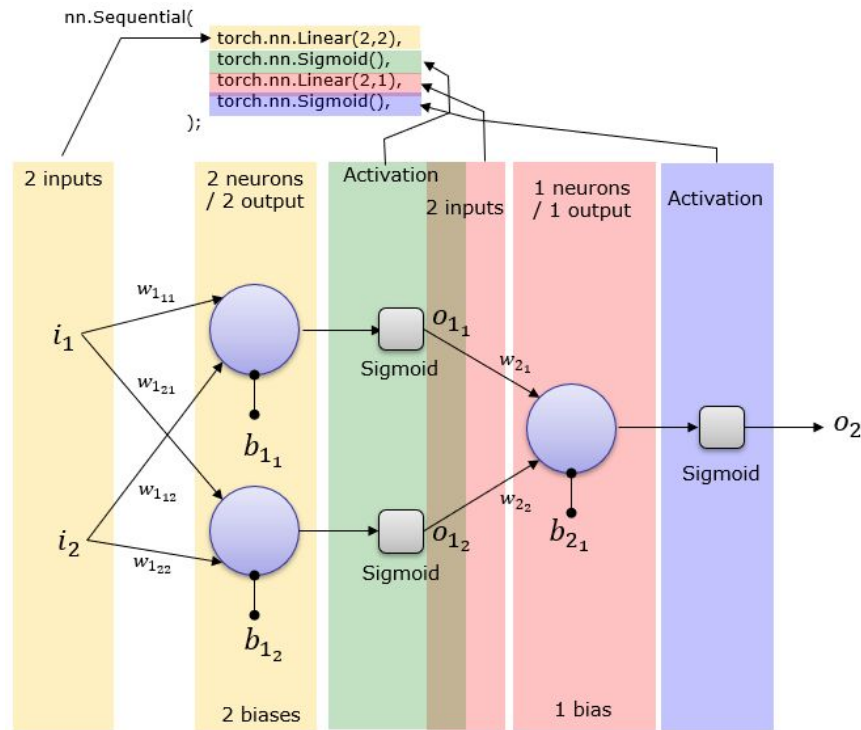 nn.Sequential(
torch.nn.Linear(2,2),
torch.nn.Sigmoid(),
torch.nn.Linear(2,1),
torch.nn.Sigmoid(),
);
2 inputs
2 neurons
/ 2 output
Activation
2 inputs
1 neurons
/ 1 output
Activation
w₁₁₁
i₁
o₁₁
w₁₂₁
Sigmoid
w₂₁
b₁₁
o₂
w₁₁₂
Sigmoid
w₂₂
i₂
o₁₂
b₂₁
w₁₂₂
Sigmoid
b₁₂
2 biases
1 bias